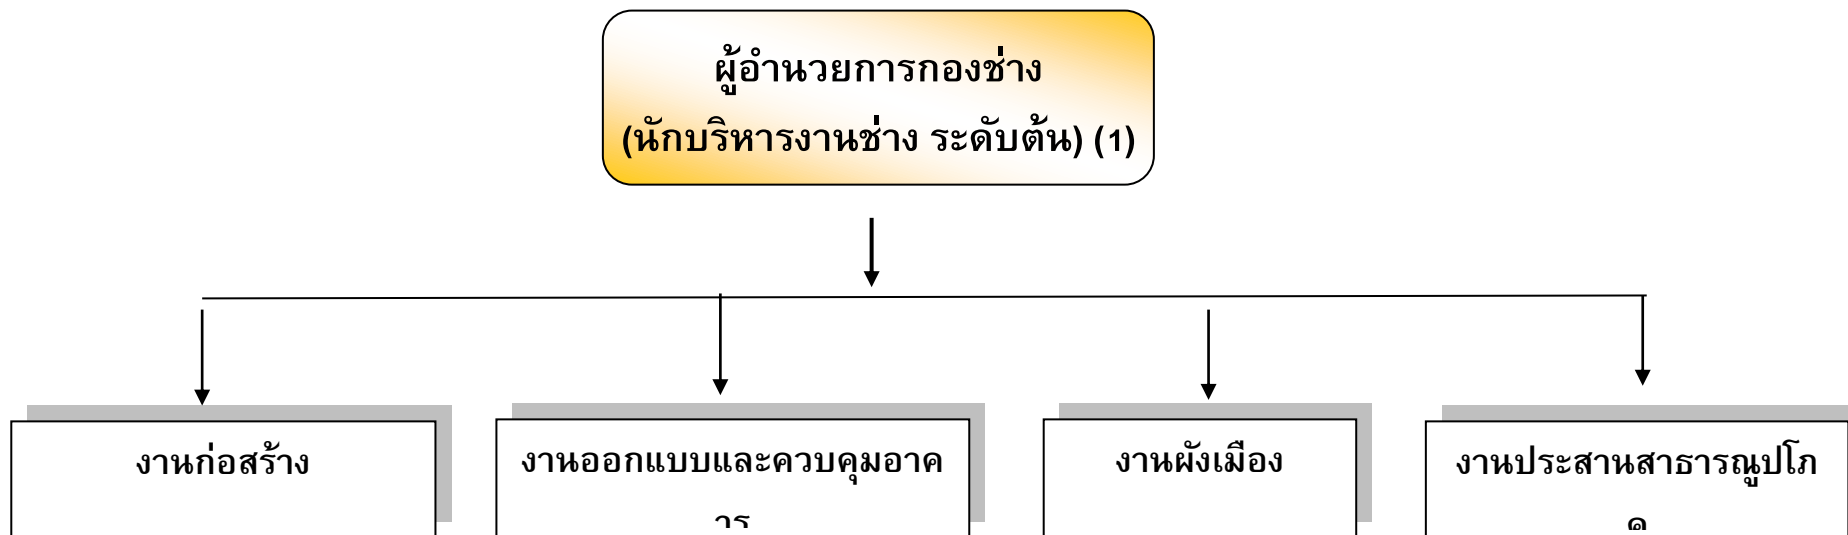 ผู้อำนวยการกองช่าง
(นักบริหารงานช่าง ระดับต้น) (1)
งานก่อสร้าง
งานออกแบบและควบคุมอาค
าร
งานผังเมือง
งานประสานสาธารณูปโภ
ค